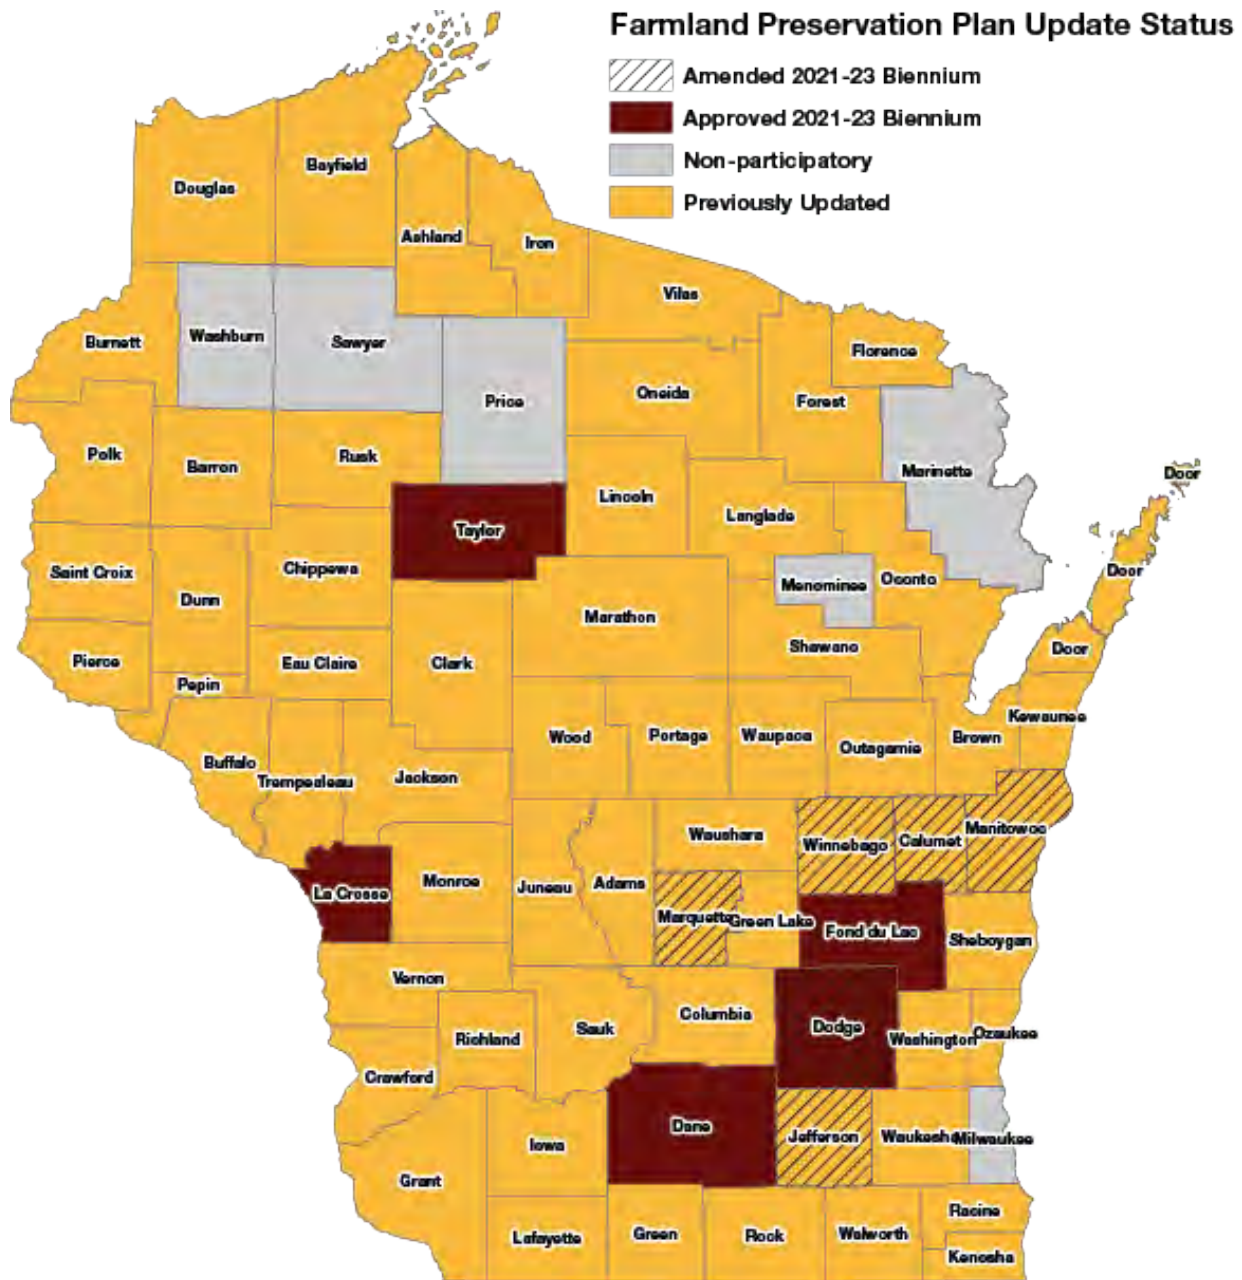 Farmland Preservation Plan Update Status
Amended 2021-23 Biennium
Approved 2021-23 Biennium
Non-participatory
Previously Updated
Bayfield
Douglas
Ashland
Iron
Vilas
Washburn
Sawyer
Burnett
Florence
Price
Oneida
Forest
Polk
Barron
Rusk
Marinette
Door
Lincoln
Langlade
Taylor
Saint Croix
Chippewa
Door
Menominee
Oconto
Dunn
Marathon
Shawano
Door
Pierce
Eau Claire
Clark
Pepin
Kewaunee
Wood
Portage
Waupaca
Outagamie
Brown
Buffalo
Trempealeau
Jackson
Waushara
Winnebago
Calumet
Manitowoc
La Crosse
Monroe
Juneau
Adams
Marquette
Green Lake
Fond du Lac
Sheboygan
Vernon
Columbia
Dodge
Richland
Sauk
Washington
Ozaukee
Crawford
Dane
Jefferson
Waukesha
Milwaukee
Iowa
Grant
Racine
Lafayette
Green
Rock
Walworth
Kenosha